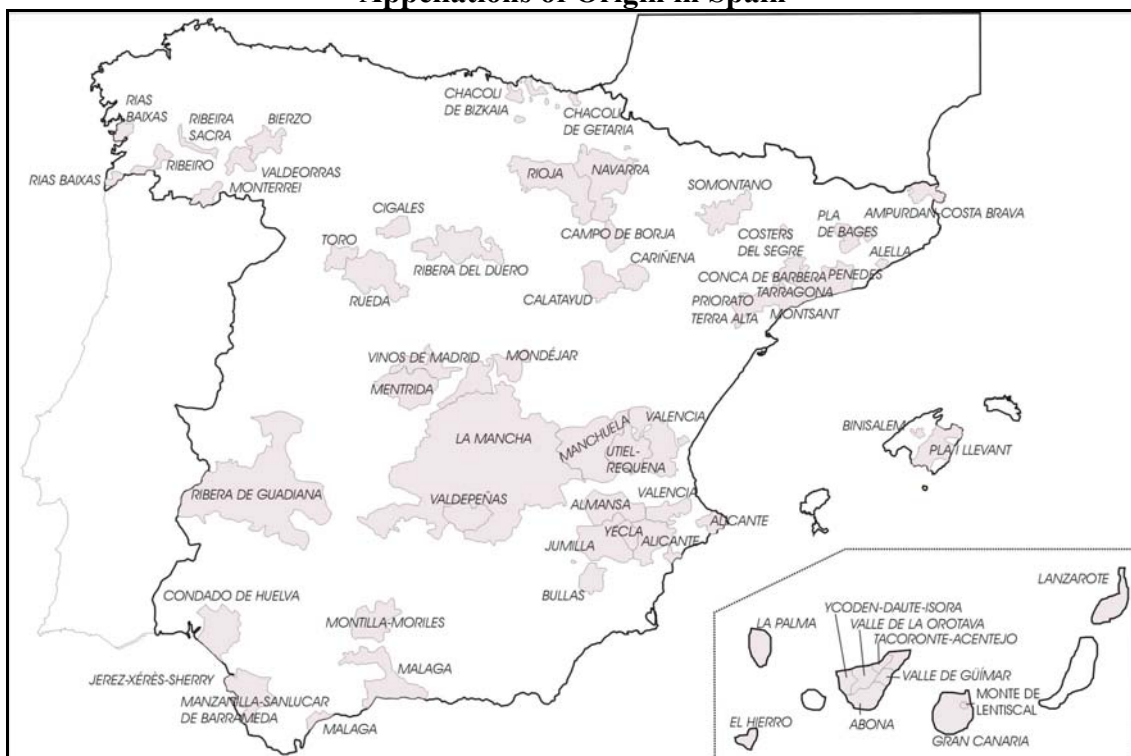 Appellations of Origin in Spain
RIAS
BAIXAS
RIBEIRA
SACRA
BIERZO
CHACOLI
DE BIZKAIA
CHACOLI
DE GETARIA
RIAS BAIXAS
RIBEIRO
VALDEORRAS
MONTERREI
RIOJA
NAVARRA
SOMONTANO
AMPURDAN-COSTA BRAVA
CIGALES
CAMPO DE BORJA
COSTERS
DEL SEGRE
PLA
DE BAGES
ALELLA
TORO
RIBERA DEL DUERO
CARIÑENA
CONCA DE BARBERA
PENEDES
RUEDA
CALATAYUD
TARRAGONA
PRIORATO
MONTSANT
TERRA ALTA
VINOS DE MADRID
MONDÉJAR
MENTRIDA
LA MANCHA
MANCHUELA
VALENCIA
UTIEL-
REQUENA
BINISALEM
PLA I LLEVANT
RIBERA DE GUADIANA
VALDEPEÑAS
ALMANSA
VALENCIA
ALICANTE
YECLA
JUMILLA
ALICANTE
BULLAS
CONDADO DE HUELVA
MONTILLA-MORILES
MALAGA
JEREZ-XÉRÈS-SHERRY
MANZANILLA-SANLUCAR
DE BARRAMEDA
MALAGA
LANZAROTE
YCODEN-DAUTE-ISORA
LA PALMA
VALLE DE LA OROTAVA
TACORONTE-ACENTEJO
VALLE DE GÜÍMAR
MONTE DE
LENTISCAL
EL HIERRO
ABONA
GRAN CANARIA